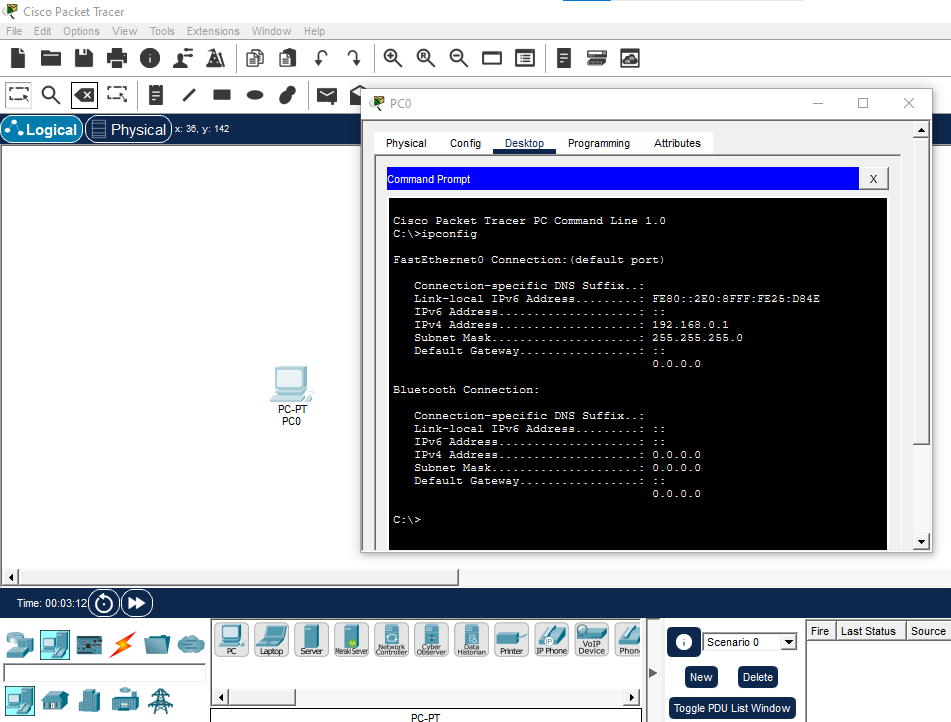 Cisco Packet Tracer
File Edit Options View Tools Extensions Window Help
PC0
Logical Physical x: 36, y: 142
Physical Config Desktop Programming Attributes
Command Prompt X
Cisco Packet Tracer PC Command Line 1.0
C:\>ipconfig
FastEthernet0 Connection:(default port)
Connection-specific DNS Suffix..:
Link-local IPv6 Address.........: FE80::2E0:8FFF:FE25:D84E
IPv6 Address....................: ::
IPv4 Address....................: 192.168.0.1
Subnet Mask.....................: 255.255.255.0
Default Gateway.................: ::
0.0.0.0
Bluetooth Connection:
Connection-specific DNS Suffix..:
Link-local IPv6 Address.........: ::
IPv6 Address....................: ::
IPv4 Address....................: 0.0.0.0
Subnet Mask.....................: 0.0.0.0
Default Gateway.................: ::
0.0.0.0
C:\>
PC-PT
PC0
Time: 00:03:12
PC Laptop Server Meraki Server Network Controller Cyber Observer Data Historian Printer IP Phone VoIP Device Phon
Scenario 0
New Delete
Toggle PDU List Window
Fire Last Status Source
PC-PT